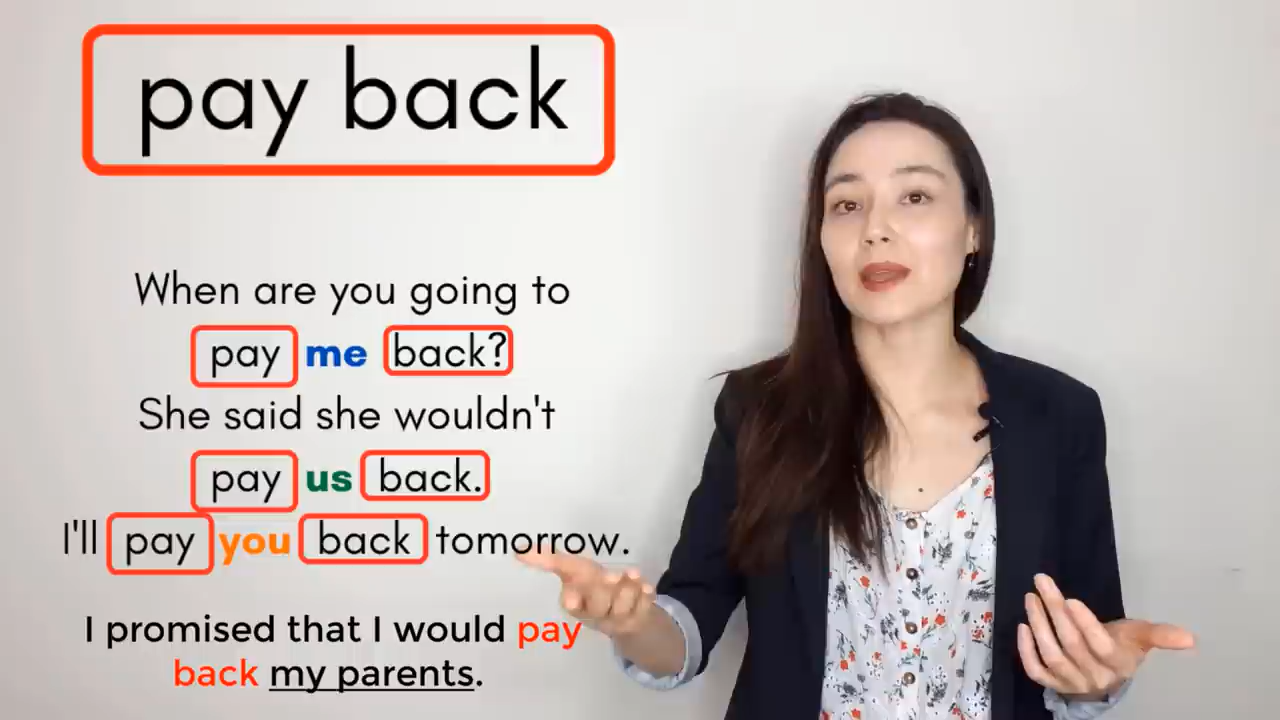 pay back
When are you going to
pay me back?
She said she wouldn't
pay us back.
I'll pay you back tomorrow.
I promised that I would pay
back my parents.